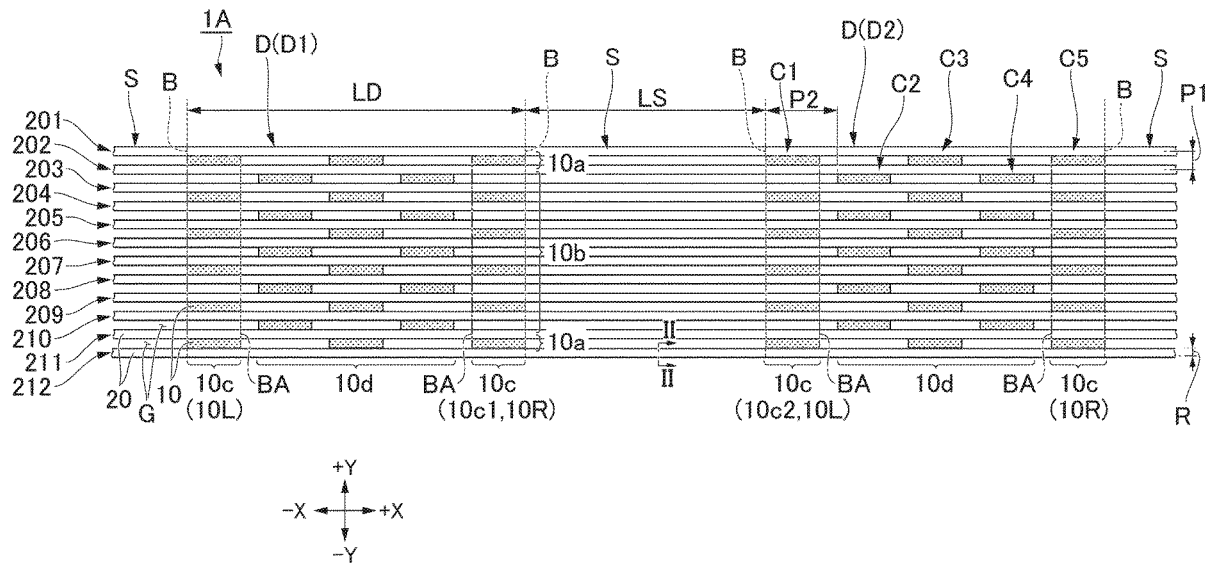 1A
D(D1) S B C1 D(D2) C3 C5 S
S B LD B LS P2 C2 C4 B P1
201
202
203
204
205
206
207
208
209
210
211
212
10a
10b
10a
II
II
20 G 10 10c BA 10d BA 10c 10c BA 10d BA 10c R
(10L) (10c1,10R) (10c2,10L) (10R)
+Y
-X +X
-Y